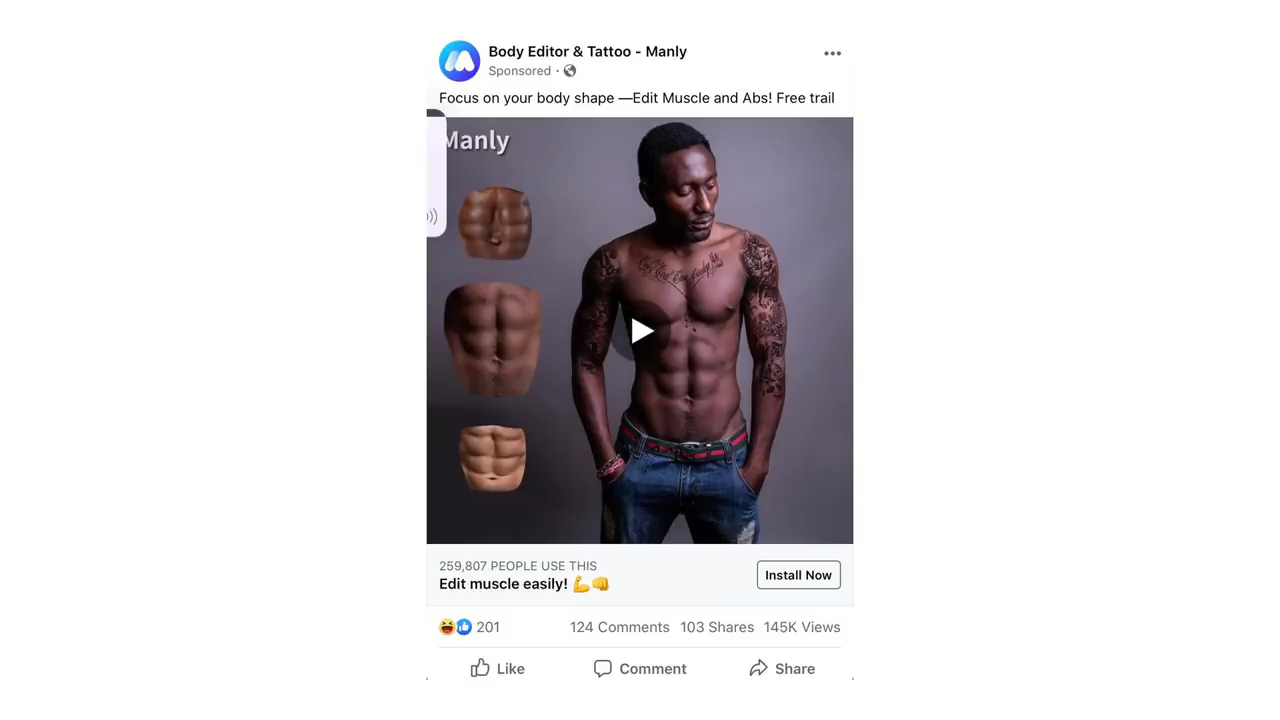 Body Editor & Tattoo - Manly
Sponsored ·
Focus on your body shape —Edit Muscle and Abs! Free trail
Manly
259,807 PEOPLE USE THIS
Edit muscle easily! 💪👊
Install Now
201
124 Comments 103 Shares 145K Views
Like Comment Share